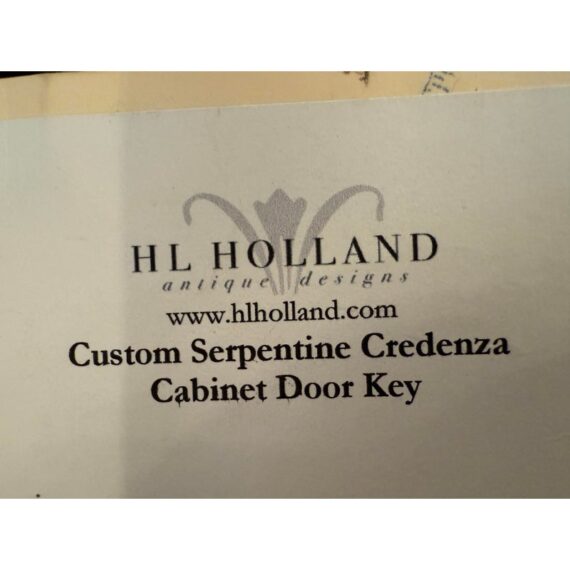 HL HOLLAND
antique designs
www.hlholland.com
Custom Serpentine Credenza
Cabinet Door Key